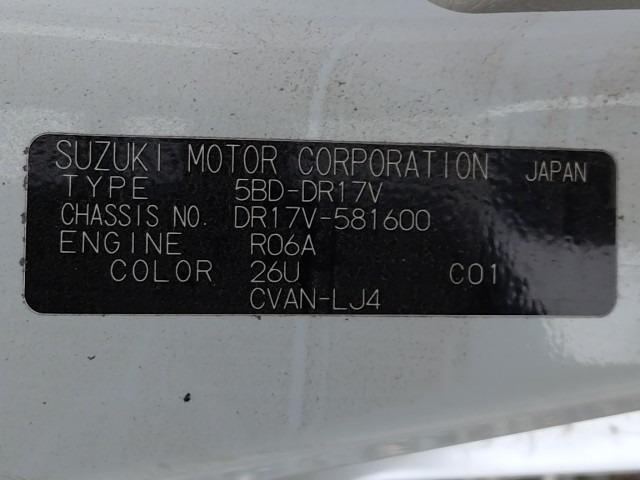 SUZUKI MOTOR CORPORATION JAPAN
TYPE 5BD-DR17V
CHASSIS NO. DR17V-581600
ENGINE R06A
COLOR 26U C01
CVAN-LJ4